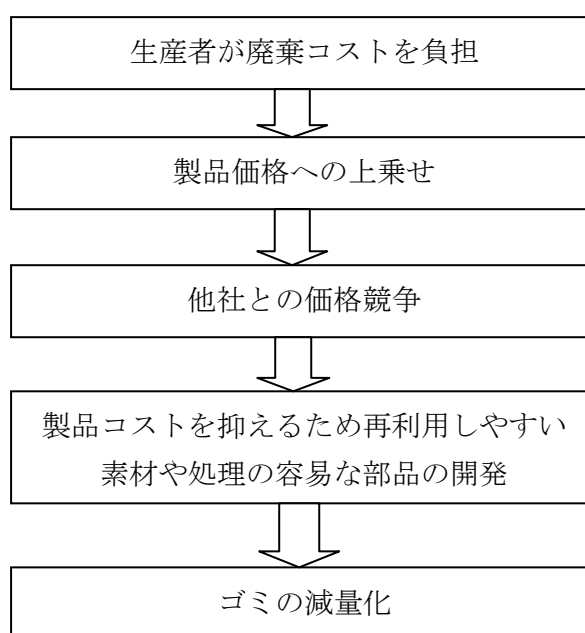 生産者が廃棄コストを負担
製品価格への上乗せ
他社との価格競争
製品コストを抑えるため再利用しやすい
素材や処理の容易な部品の開発
ゴミの減量化